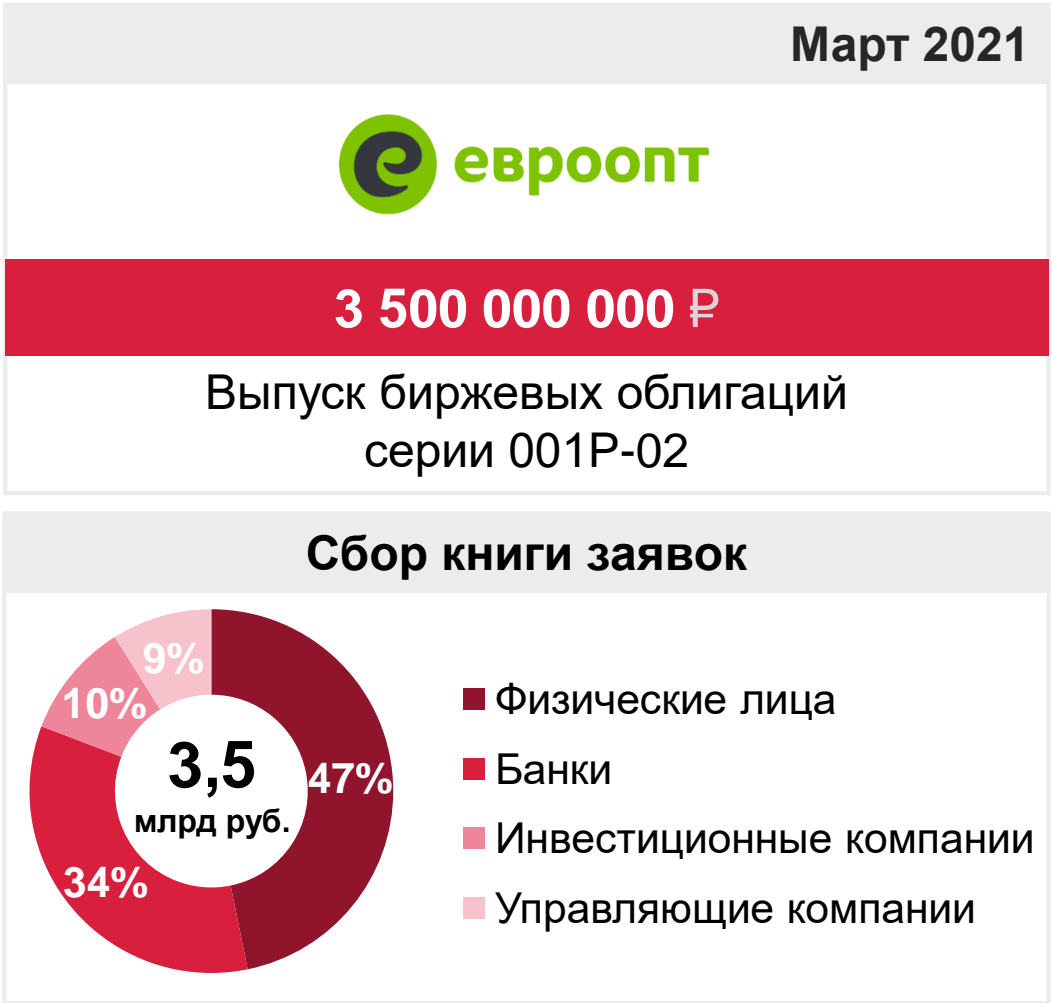 Март 2021
евроопт
3 500 000 000 ₽
Выпуск биржевых облигаций
серии 001Р-02
Сбор книги заявок
9%
10%
47%
34%
3,5
млрд руб.
Физические лица
Банки
Инвестиционные компании
Управляющие компании